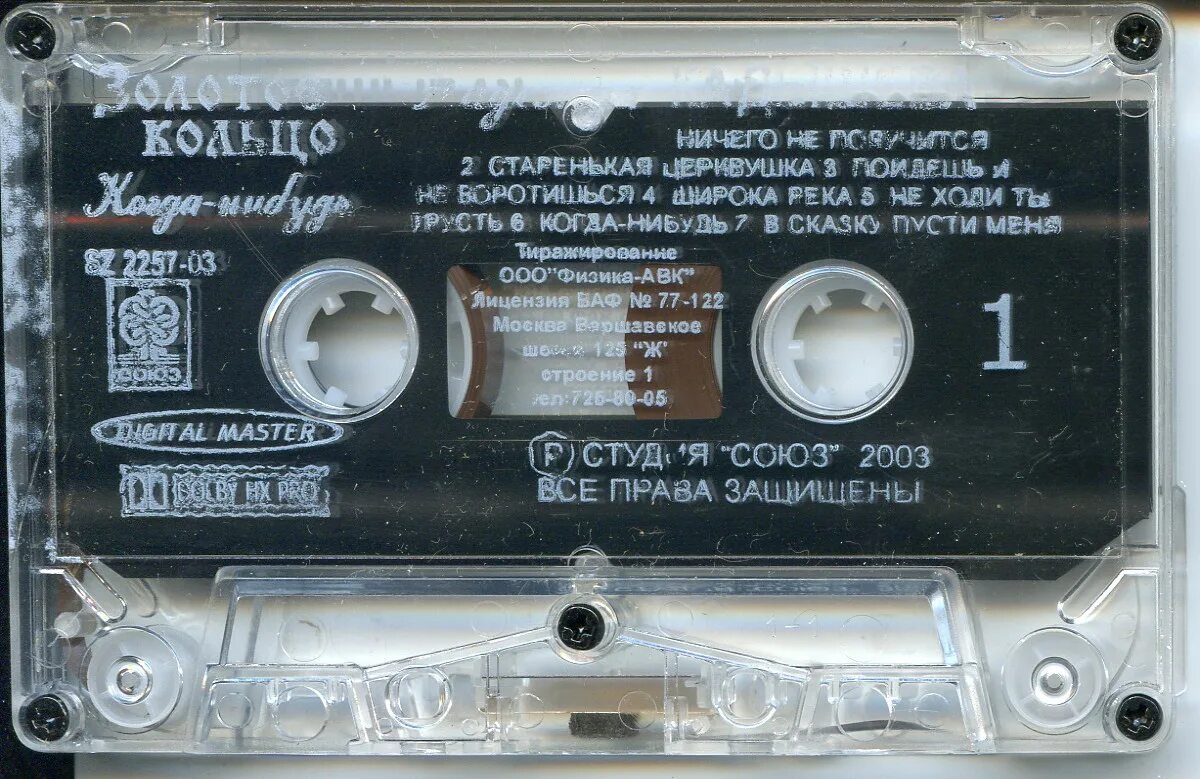 ЗОЛОТОЕ
КОЛЬЦО
Когда-нибудь
SZ 2257-03
СОЮЗ
DIGITAL MASTER
DOLBY HX PRO
НИЧЕГО НЕ ПОЛУЧИТСЯ
2 СТАРЕНЬКАЯ ЦЕРКВУШКА 3 ПОЙДЕШЬ И
НЕ ВОРОТИШЬСЯ 4 ШИРОКА РЕКА 5 НЕ ХОДИ ТЫ
ГРУСТЬ 6 КОГДА-НИБУДЬ 7 В СКАЗКУ ПУСТИ МЕНЯ
Тиражирование
ООО"Физика-АВК"
Лицензия ВАФ № 77-122
Москва Варшавское
шоссе 125 "Ж"
строение 1
тел:726-80-05
1
Ⓟ СТУДИЯ "СОЮЗ" 2003
ВСЕ ПРАВА ЗАЩИЩЕНЫ